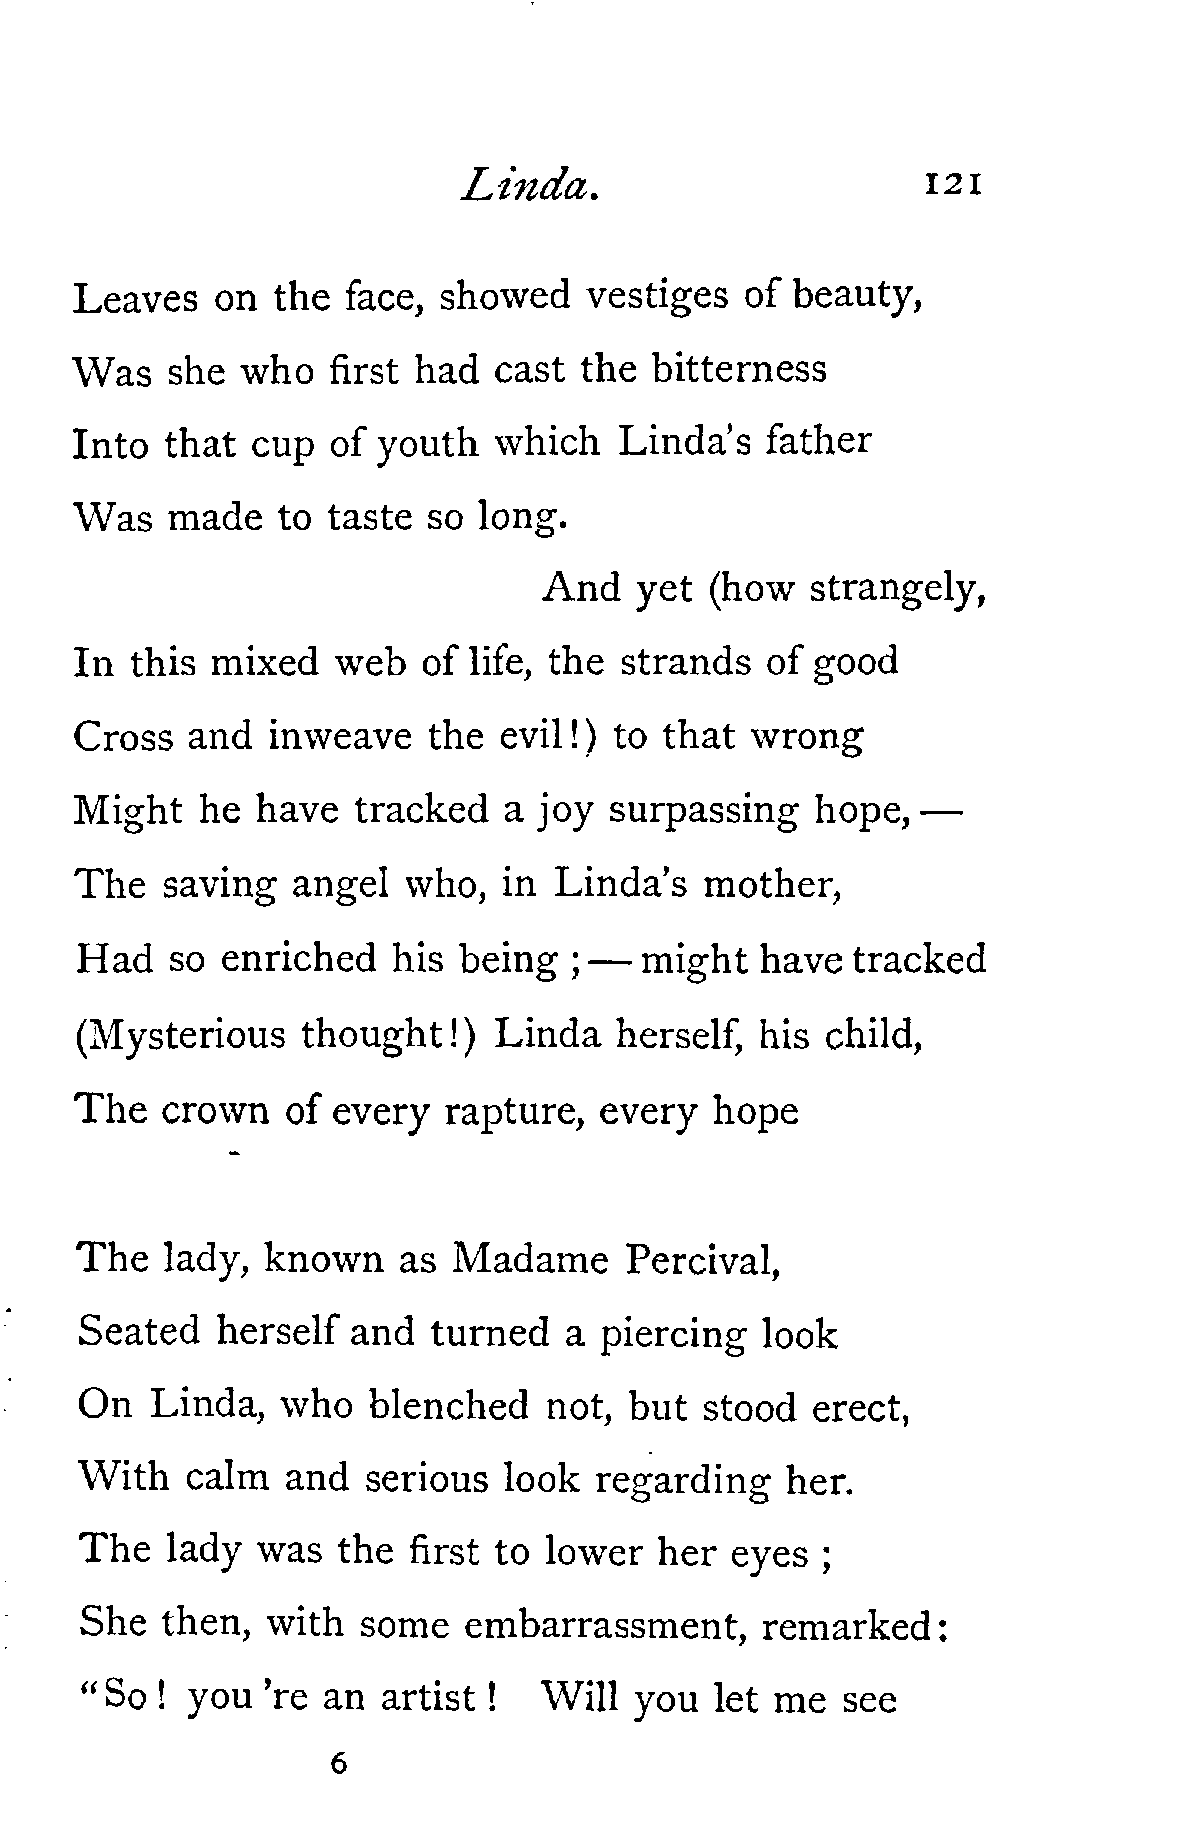 Linda. 121
Leaves on the face, showed vestiges of beauty,
Was she who first had cast the bitterness
Into that cup of youth which Linda's father
Was made to taste so long.
And yet (how strangely,
In this mixed web of life, the strands of good
Cross and inweave the evil!) to that wrong
Might he have tracked a joy surpassing hope,—
The saving angel who, in Linda's mother,
Had so enriched his being ;—might have tracked
(Mysterious thought!) Linda herself, his child,
The crown of every rapture, every hope
The lady, known as Madame Percival,
Seated herself and turned a piercing look
On Linda, who blenched not, but stood erect,
With calm and serious look regarding her.
The lady was the first to lower her eyes ;
She then, with some embarrassment, remarked:
"So! you 're an artist! Will you let me see
6